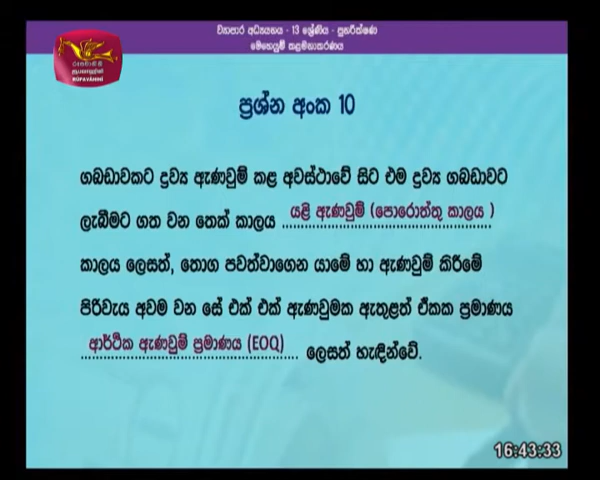 ව්‍යාපාර අධ්‍යයනය - 13 ශ්‍රේණිය - පුනරීක්ෂණ
මෙහෙයුම් කළමනාකරණය
රූපවාහිනී
RUPAVAHINI
ප්‍රශ්න අංක 10
ගබඩාවකට ද්‍රව්‍ය ඇණවුම් කළ අවස්ථාවේ සිට එම ද්‍රව්‍ය ගබඩාවට
ලැබීමට ගත වන තෙක් කාලය යළි ඇණවුම් (පොරොත්තු කාලය )
කාලය ලෙසත්, තොග පවත්වාගෙන යාමේ හා ඇණවුම් කිරීමේ
පිරිවැය අවම වන සේ එක් එක් ඇණවුමක ඇතුළත් ඒකක ප්‍රමාණය
ආර්ථික ඇණවුම් ප්‍රමාණය (EOQ) ලෙසත් හැඳින්වේ.
16:43:33